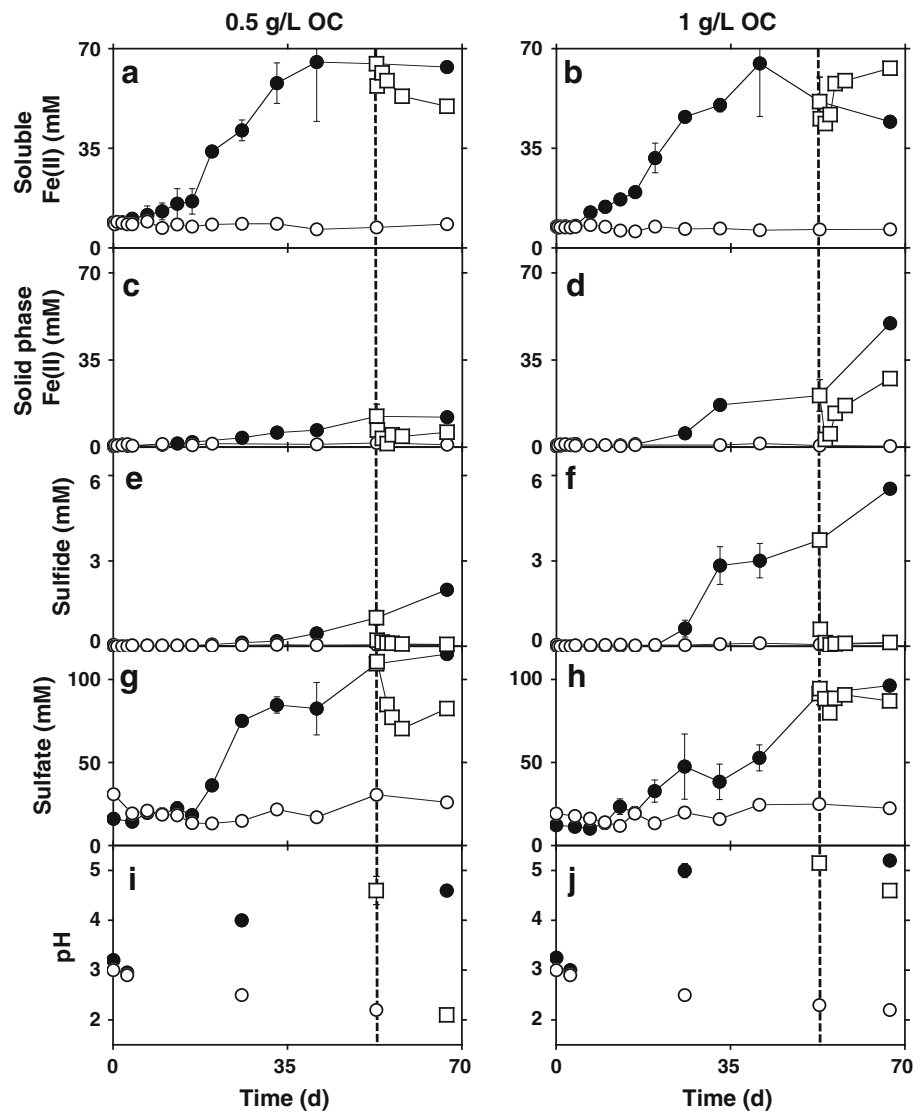 0.5 g/L OC
1 g/L OC
a
b
Soluble
Fe(II) (mM)
70
35
0
70
35
0
c
d
Solid phase
Fe(II) (mM)
70
35
0
70
35
0
e
f
Sulfide (mM)
6
3
0
6
3
0
g
h
Sulfate (mM)
100
50
0
100
50
0
i
j
pH
5
4
3
2
5
4
3
2
0
35
70
0
35
70
Time (d)
Time (d)